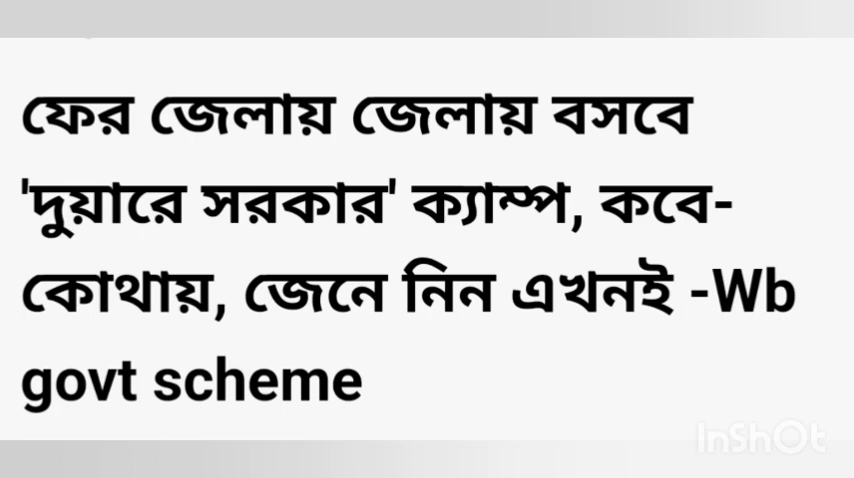 ফের জেলায় জেলায় বসবে
'দুয়ারে সরকার' ক্যাম্প, কবে-
কোথায়, জেনে নিন এখনই -Wb
govt scheme
InShOt